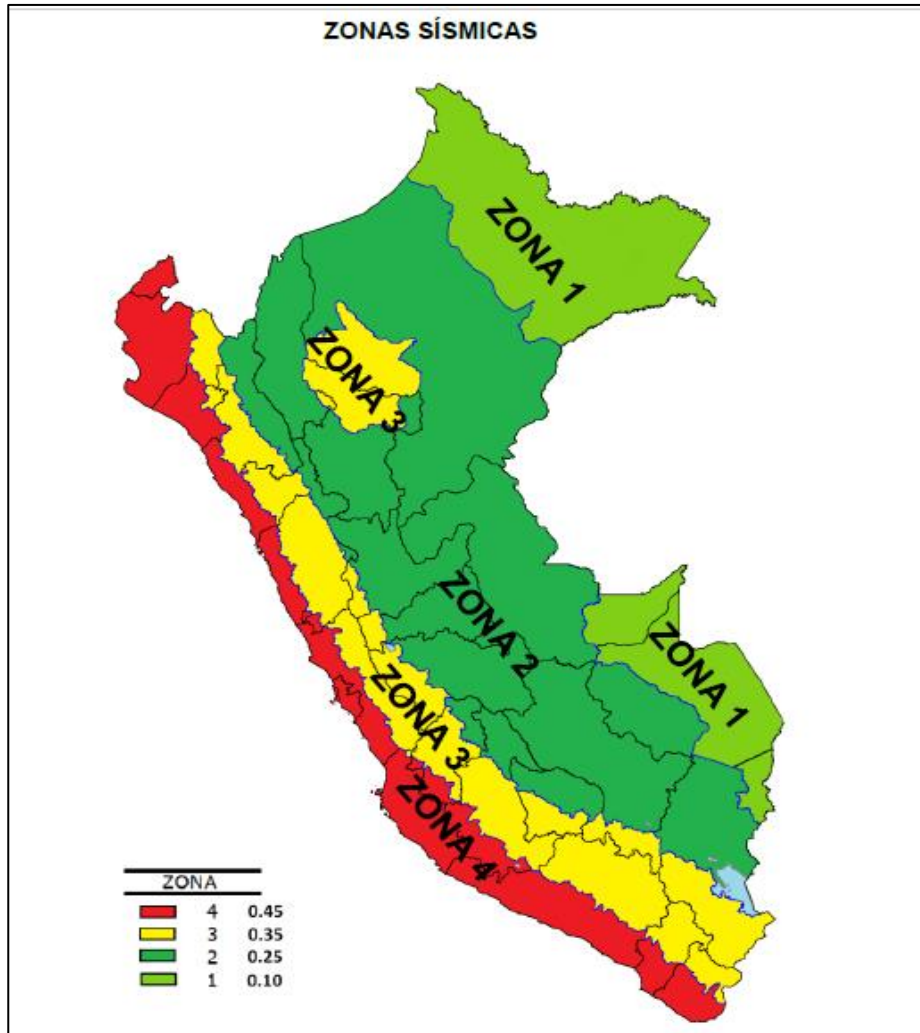 ZONAS SÍSMICAS
ZONA 1
ZONA 3
ZONA 2
ZONA 1
ZONA 3
ZONA 4
ZONA
4 0.45
3 0.35
2 0.25
1 0.10